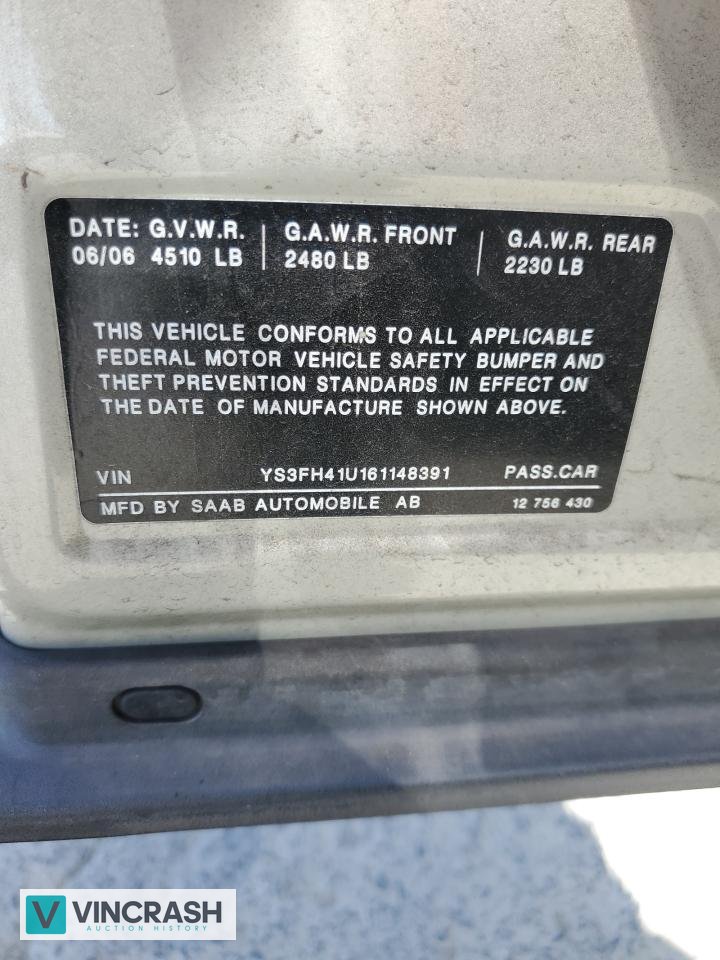 DATE: G.V.W.R. | G.A.W.R. FRONT | G.A.W.R. REAR
06/06 4510 LB | 2480 LB | 2230 LB
THIS VEHICLE CONFORMS TO ALL APPLICABLE
FEDERAL MOTOR VEHICLE SAFETY BUMPER AND
THEFT PREVENTION STANDARDS IN EFFECT ON
THE DATE OF MANUFACTURE SHOWN ABOVE.
VIN YS3FH41U161148391 PASS.CAR
MFD BY SAAB AUTOMOBILE AB 12 756 430
V VINCRASH
AUCTION HISTORY